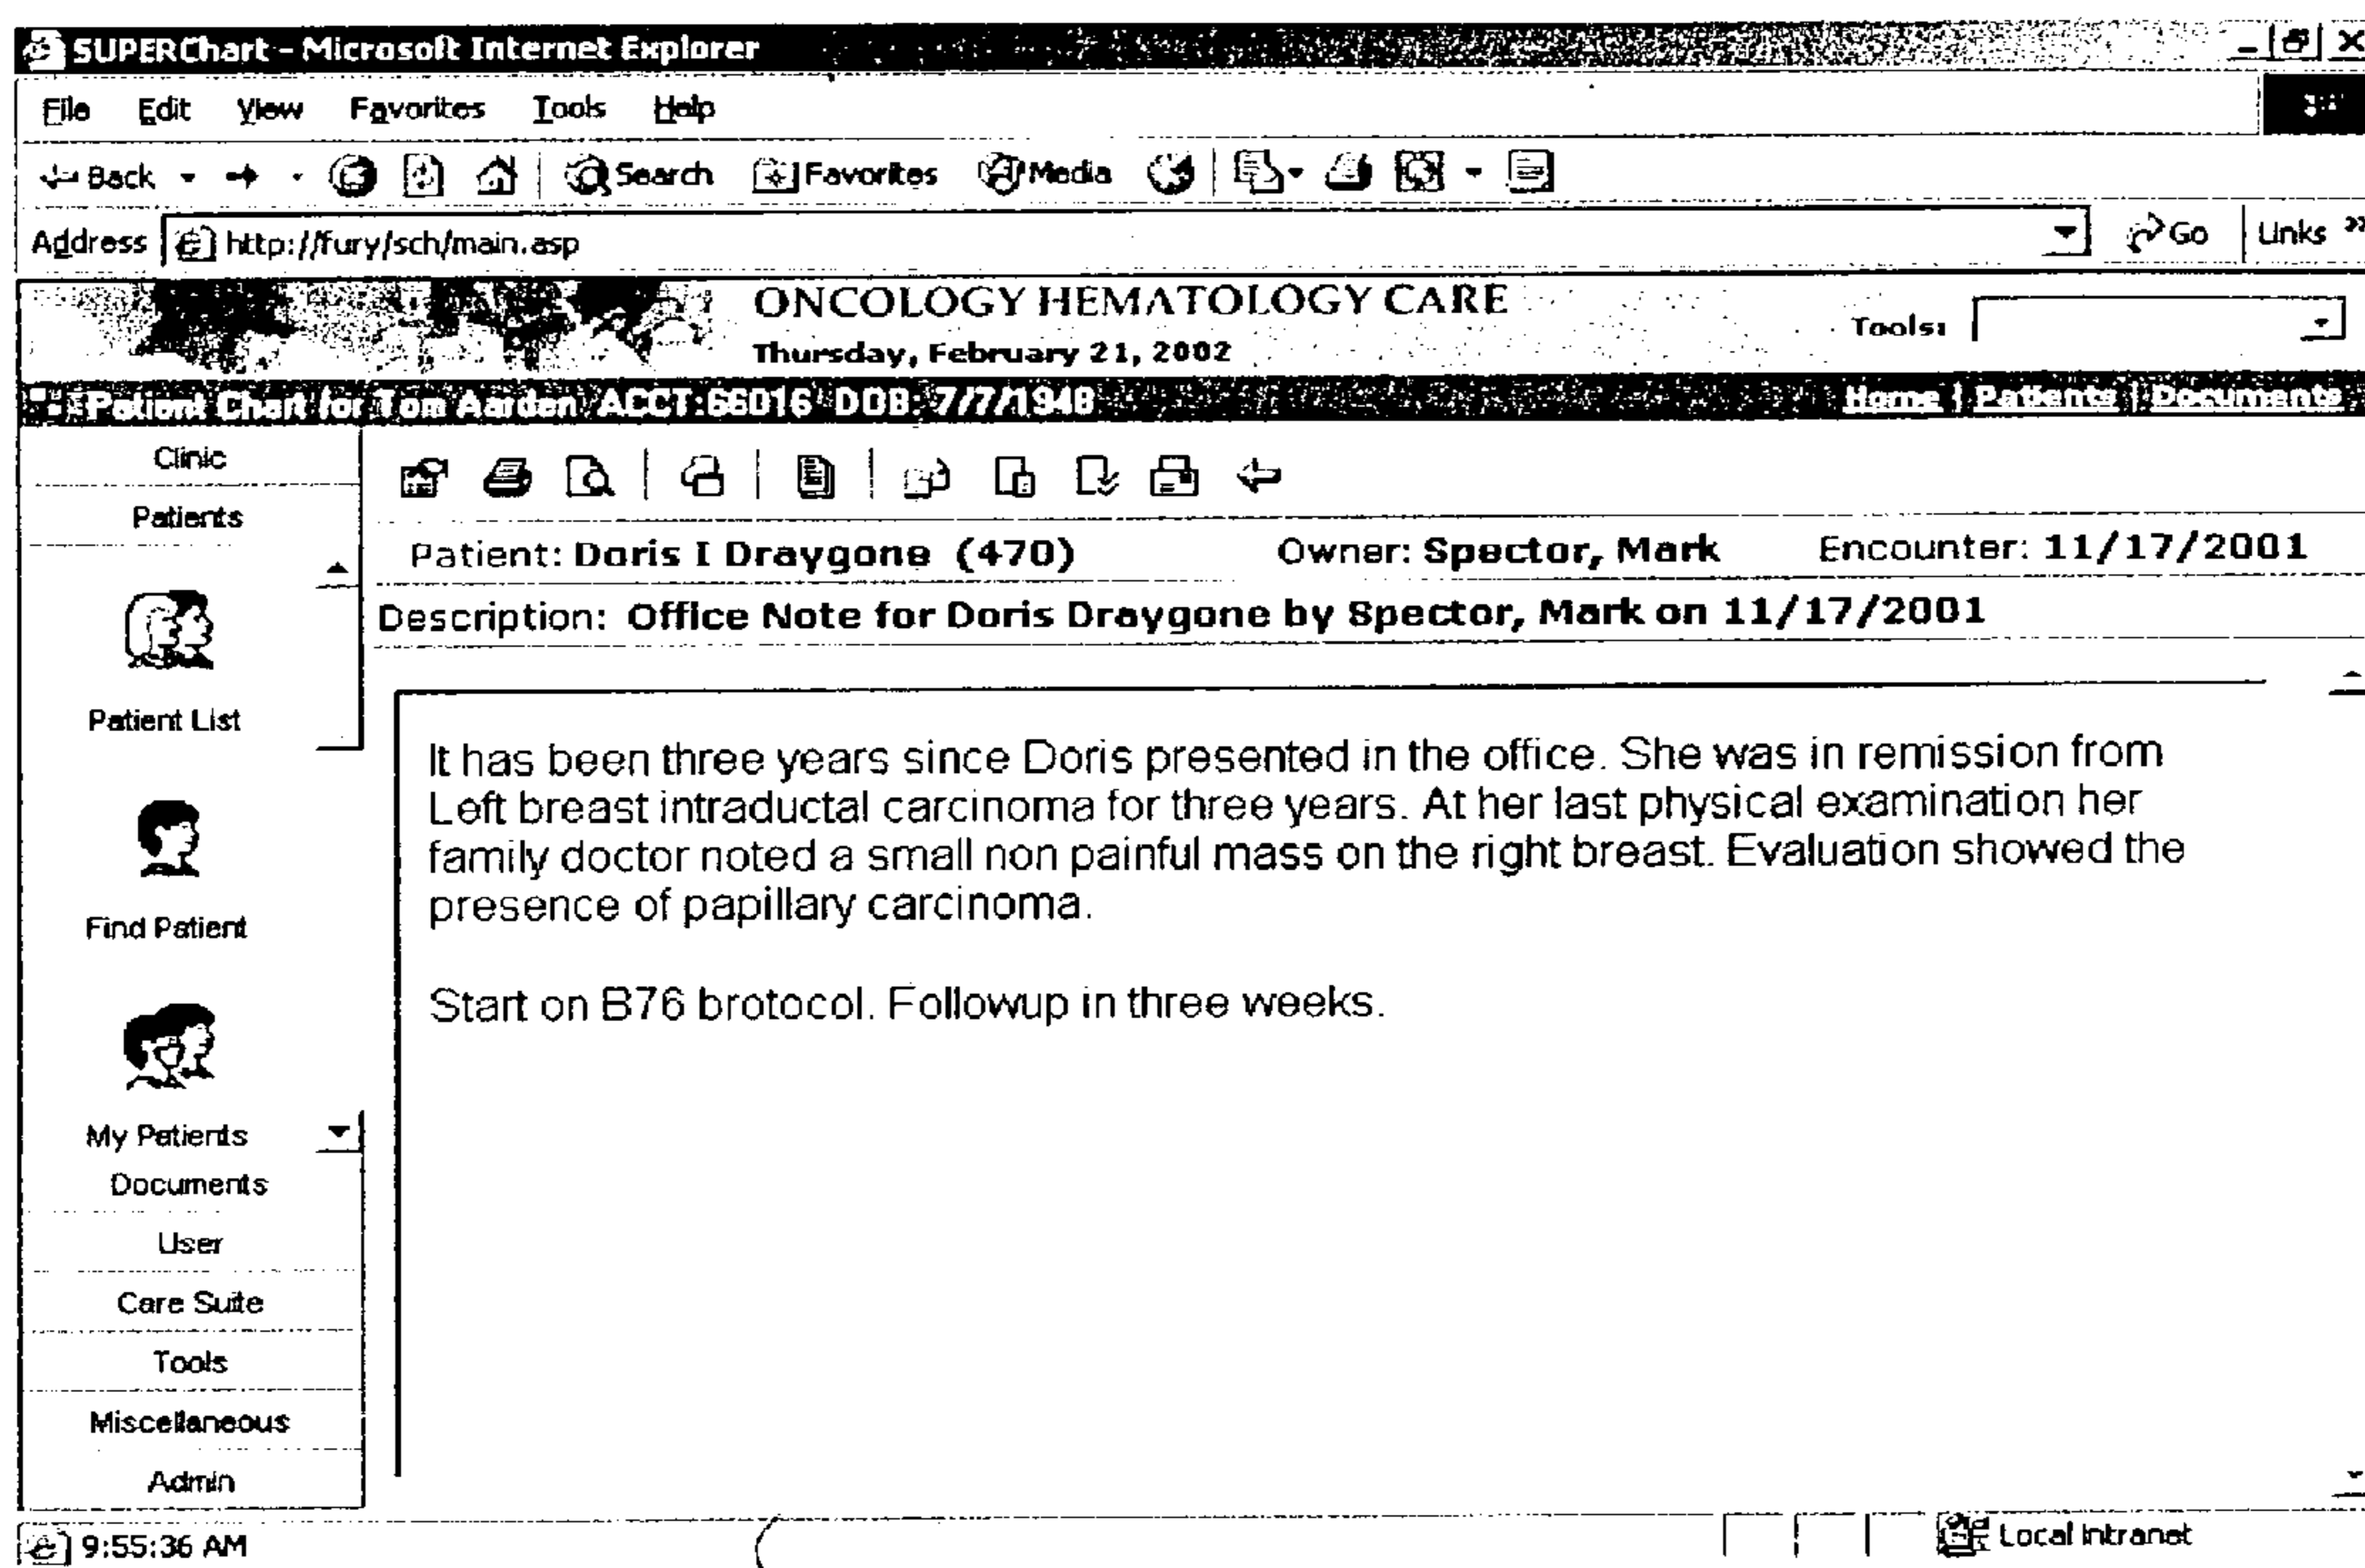 SUPERChart - Microsoft Internet Explorer
File Edit View Favorites Tools Help
Back Search Favorites Media
Address http://fury/sch/main.asp Go Links »
ONCOLOGY HEMATOLOGY CARE
Tools:
Thursday, February 21, 2002
Patient Chart for Tom Aarden ACCT:66016 DOB: 7/7/1948 Home | Patients | Documents
Clinic
Patients
Patient List
Find Patient
My Patients
Documents
User
Care Suite
Tools
Miscellaneous
Admin
Patient: Doris I Draygone (470) Owner: Spector, Mark Encounter: 11/17/2001
Description: Office Note for Doris Draygone by Spector, Mark on 11/17/2001
It has been three years since Doris presented in the office. She was in remission from
Left breast intraductal carcinoma for three years. At her last physical examination her
family doctor noted a small non painful mass on the right breast. Evaluation showed the
presence of papillary carcinoma.
Start on B76 brotocol. Followup in three weeks.
9:55:36 AM Local intranet